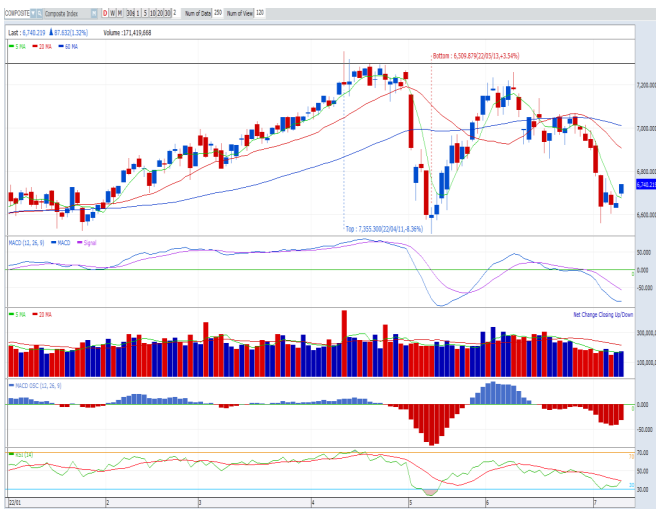 COMPOSITE Composite Index D W M 30s 1 5 10 20 30 2 Num of Data 250 Num of View 120
Last : 6,740.219 87.632(1.32%) Volume :171,419,668
5 MA 20 MA 60 MA
Bottom : 6,509.879(22/05/13,+3.54%)
7,200.000
7,000.000
6,800.000
6,740.219
6,600.000
Top : 7,355.300(22/04/11,-8.36%)
MACD (12, 26, 9) MACD Signal
50.000
0.000
-50.000
5 MA 20 MA
Net Change Closing Up/Down
300,000,0
100,000,0
MACD OSC (12, 26, 9)
0.000
-50.000
RSI (14)
70.00
50.00
30.00
22/01 2 3 4 5 6 7